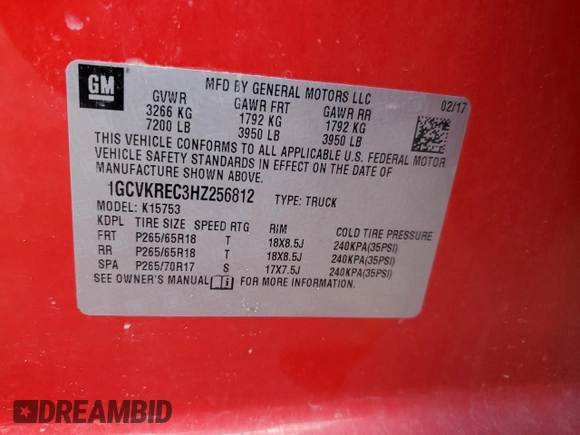 GM
MFD BY GENERAL MOTORS LLC
02/17
GVWR GAWR FRT GAWR RR
3266 KG 1792 KG 1792 KG
7200 LB 3950 LB 3950 LB
THIS VEHICLE CONFORMS TO ALL APPLICABLE U.S. FEDERAL MOTOR
VEHICLE SAFETY STANDARDS IN EFFECT ON THE DATE OF
MANUFACTURE SHOWN ABOVE.
1GCVKREC3HZ256812 TYPE: TRUCK
MODEL: K15753
KDPL TIRE SIZE SPEED RTG RIM COLD TIRE PRESSURE
FRT P265/65R18 T 18X8.5J 240KPA(35PSI)
RR P265/65R18 T 18X8.5J 240KPA(35PSI)
SPA P265/70R17 S 17X7.5J 240KPA(35PSI)
SEE OWNER'S MANUAL i FOR MORE INFORMATION.
DREAMBID